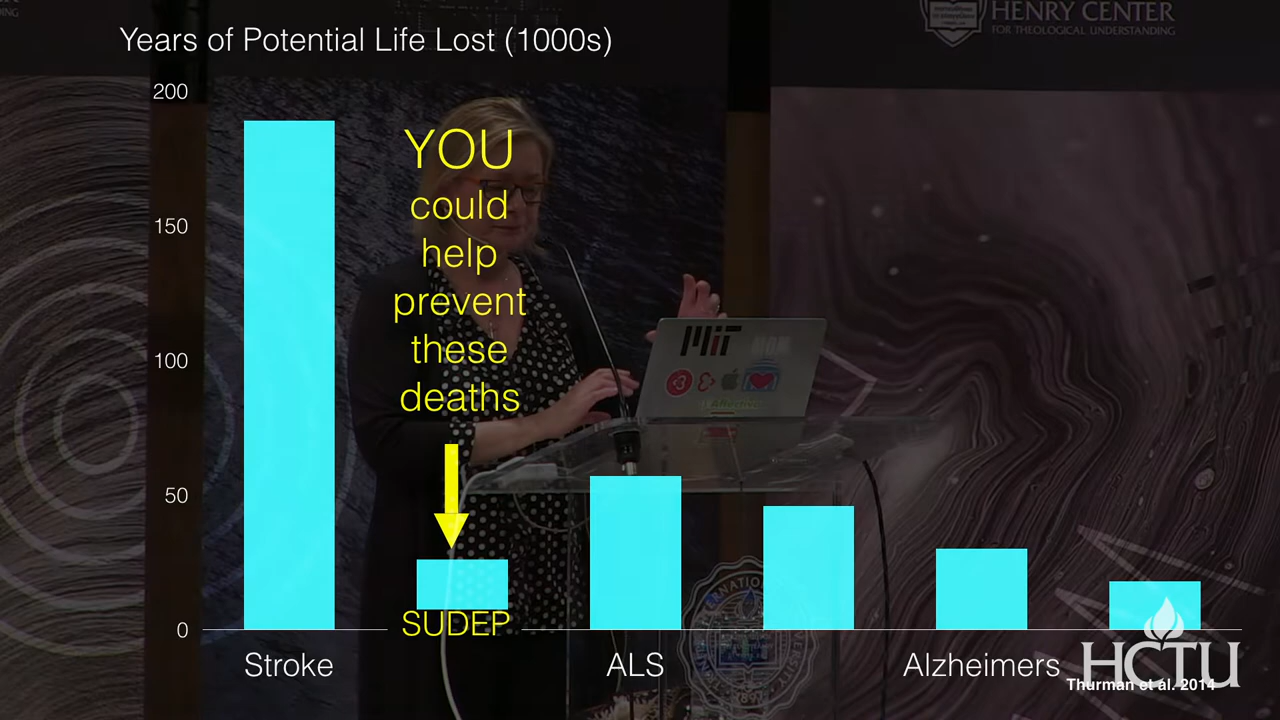 HENRY CENTER
FOR THEOLOGICAL UNDERSTANDING
Years of Potential Life Lost (1000s)
200
150
100
50
0
YOU
could
help
prevent
these
deaths
MIT
SUDEP
Stroke
ALS
Alzheimers
HCTU
Thurman et al. 2014